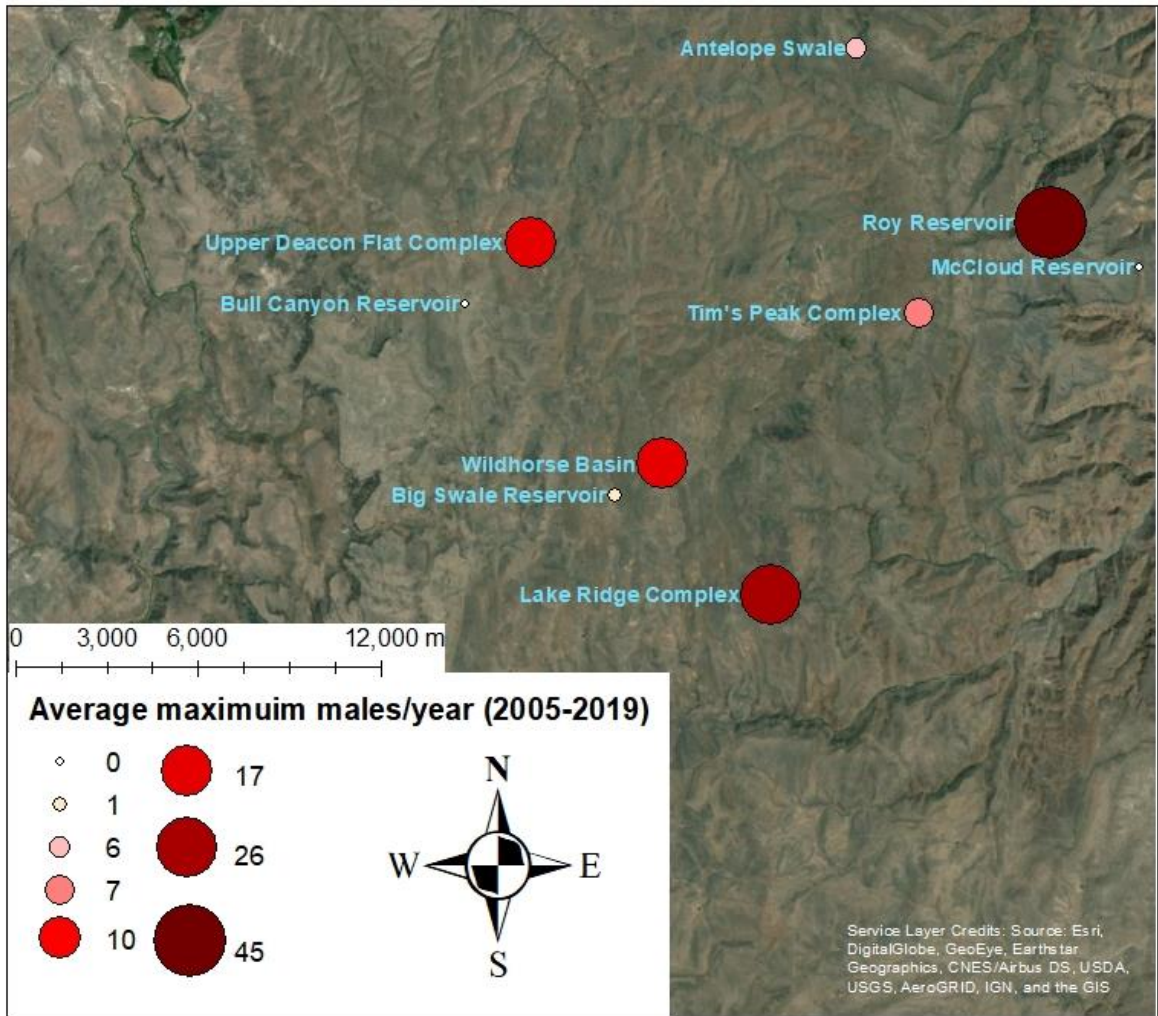 Antelope Swale
Roy Reservoir
Upper Deacon Flat Complex
McCloud Reservoir
Bull Canyon Reservoir
Tim's Peak Complex
Wildhorse Basin
Big Swale Reservoir
Lake Ridge Complex
0 3,000 6,000 12,000 m
Average maximuim males/year (2005-2019)
0
1
6
7
10
17
26
45
N
W E
S
Service Layer Credits: Source: Esri,
DigitalGlobe, GeoEye, Earthstar
Geographics, CNES/Airbus DS, USDA,
USGS, AeroGRID, IGN, and the GIS